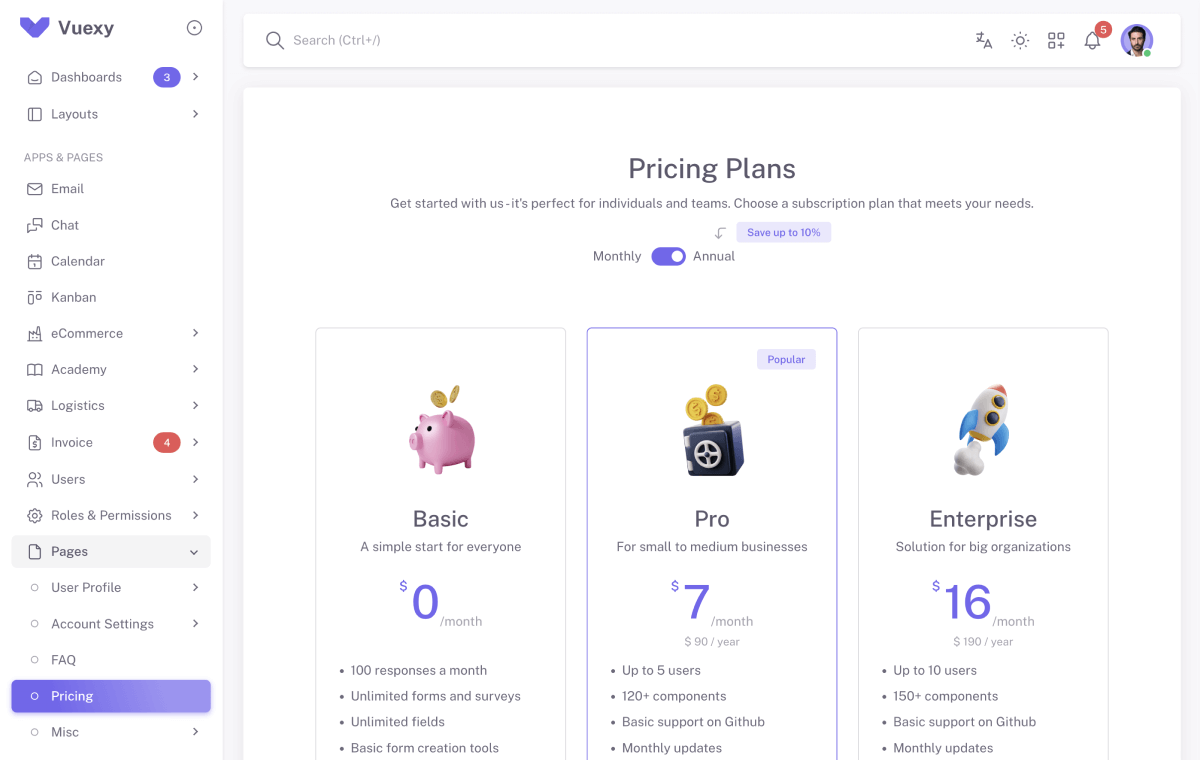 Vuexy
Dashboards 3
Layouts
APPS & PAGES
Email
Chat
Calendar
Kanban
eCommerce
Academy
Logistics
Invoice 4
Users
Roles & Permissions
Pages
User Profile
Account Settings
FAQ
Pricing
Misc
Search (Ctrl+/)
5
Pricing Plans
Get started with us - it's perfect for individuals and teams. Choose a subscription plan that meets your needs.
Save up to 10%
Monthly Annual
Basic
A simple start for everyone
$0/month
• 100 responses a month
• Unlimited forms and surveys
• Unlimited fields
• Basic form creation tools
Popular
Pro
For small to medium businesses
$7/month
$ 90 / year
• Up to 5 users
• 120+ components
• Basic support on Github
• Monthly updates
Enterprise
Solution for big organizations
$16/month
$ 190 / year
• Up to 10 users
• 150+ components
• Basic support on Github
• Monthly updates